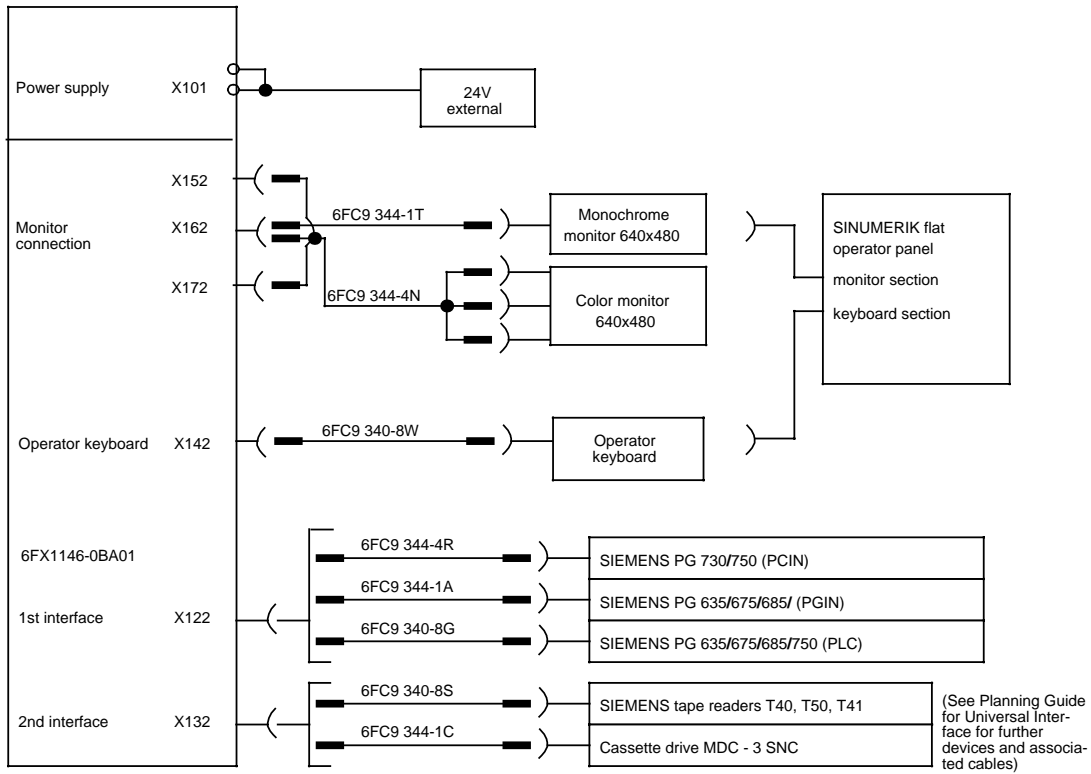 Power supply X101
24V
external
X152
Monitor
connection
X162
6FC9 344-1T
Monochrome
monitor 640x480
X172
6FC9 344-4N
Color monitor
640x480
SINUMERIK flat
operator panel
monitor section
keyboard section
Operator keyboard X142
6FC9 340-8W
Operator
keyboard
6FX1146-0BA01
6FC9 344-4R
SIEMENS PG 730/750 (PCIN)
1st interface X122
6FC9 344-1A
SIEMENS PG 635/675/685/ (PGIN)
6FC9 340-8G
SIEMENS PG 635/675/685/750 (PLC)
2nd interface X132
6FC9 340-8S
SIEMENS tape readers T40, T50, T41
6FC9 344-1C
Cassette drive MDC - 3 SNC
(See Planning Guide
for Universal Inter-
face for further
devices and associa-
ted cables)